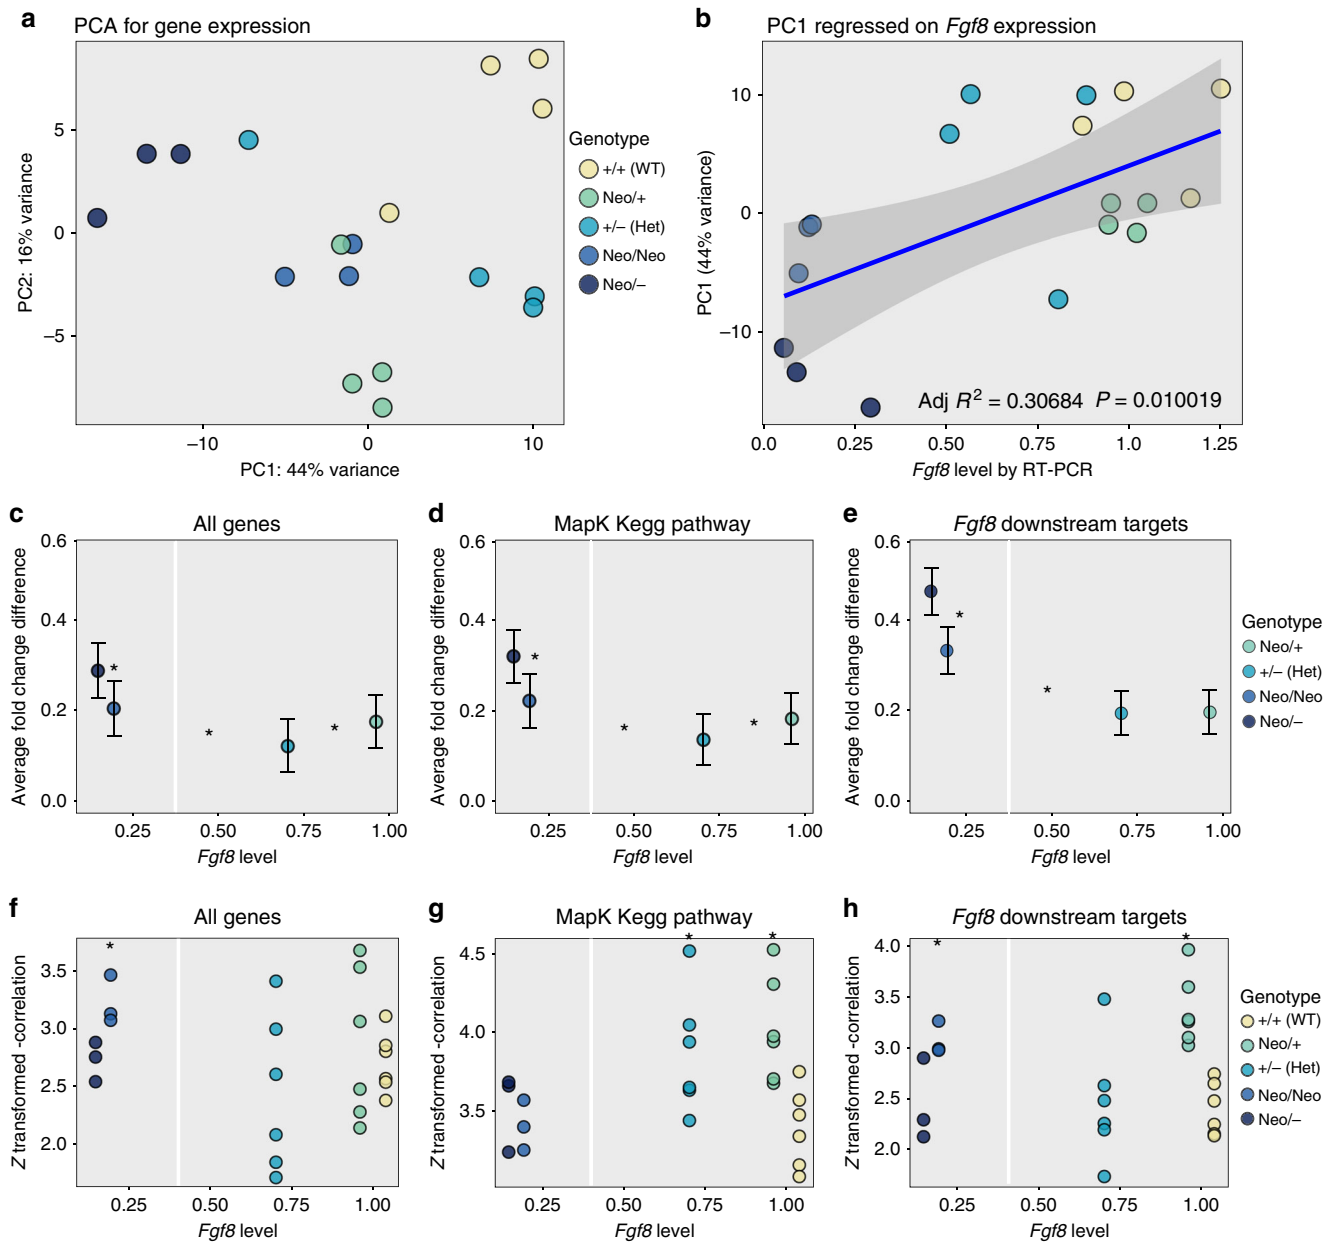 a
PCA for gene expression
5
0
–5
–10
0
10
PC2: 16% variance
PC1: 44% variance
Genotype
+/+ (WT)
Neo/+
+/– (Het)
Neo/Neo
Neo/–
b
PC1 regressed on Fgf8 expression
10
0
–10
0.0
0.25
0.50
0.75
1.0
1.25
PC1 (44% variance)
Fgf8 level by RT-PCR
Adj R² = 0.30684 P = 0.010019
c
All genes
0.6
0.4
0.2
0.0
*
*
*
0.25
0.50
0.75
1.00
Average fold change difference
Fgf8 level
d
MapK Kegg pathway
0.6
0.4
0.2
0.0
*
*
*
0.25
0.50
0.75
1.00
Average fold change difference
Fgf8 level
e
Fgf8 downstream targets
0.6
0.4
0.2
0.0
*
*
0.25
0.50
0.75
1.00
Average fold change difference
Fgf8 level
Genotype
Neo/+
+/– (Het)
Neo/Neo
Neo/–
f
All genes
*
3.5
3.0
2.5
2.0
0.25
0.50
0.75
1.00
Z transformed -correlation
Fgf8 level
g
MapK Kegg pathway
*
*
4.5
4.0
3.5
0.25
0.50
0.75
1.00
Z transformed -correlation
Fgf8 level
h
Fgf8 downstream targets
*
*
4.0
3.5
3.0
2.5
2.0
0.25
0.50
0.75
1.00
Z transformed -correlation
Fgf8 level
Genotype
+/+ (WT)
Neo/+
+/– (Het)
Neo/Neo
Neo/–